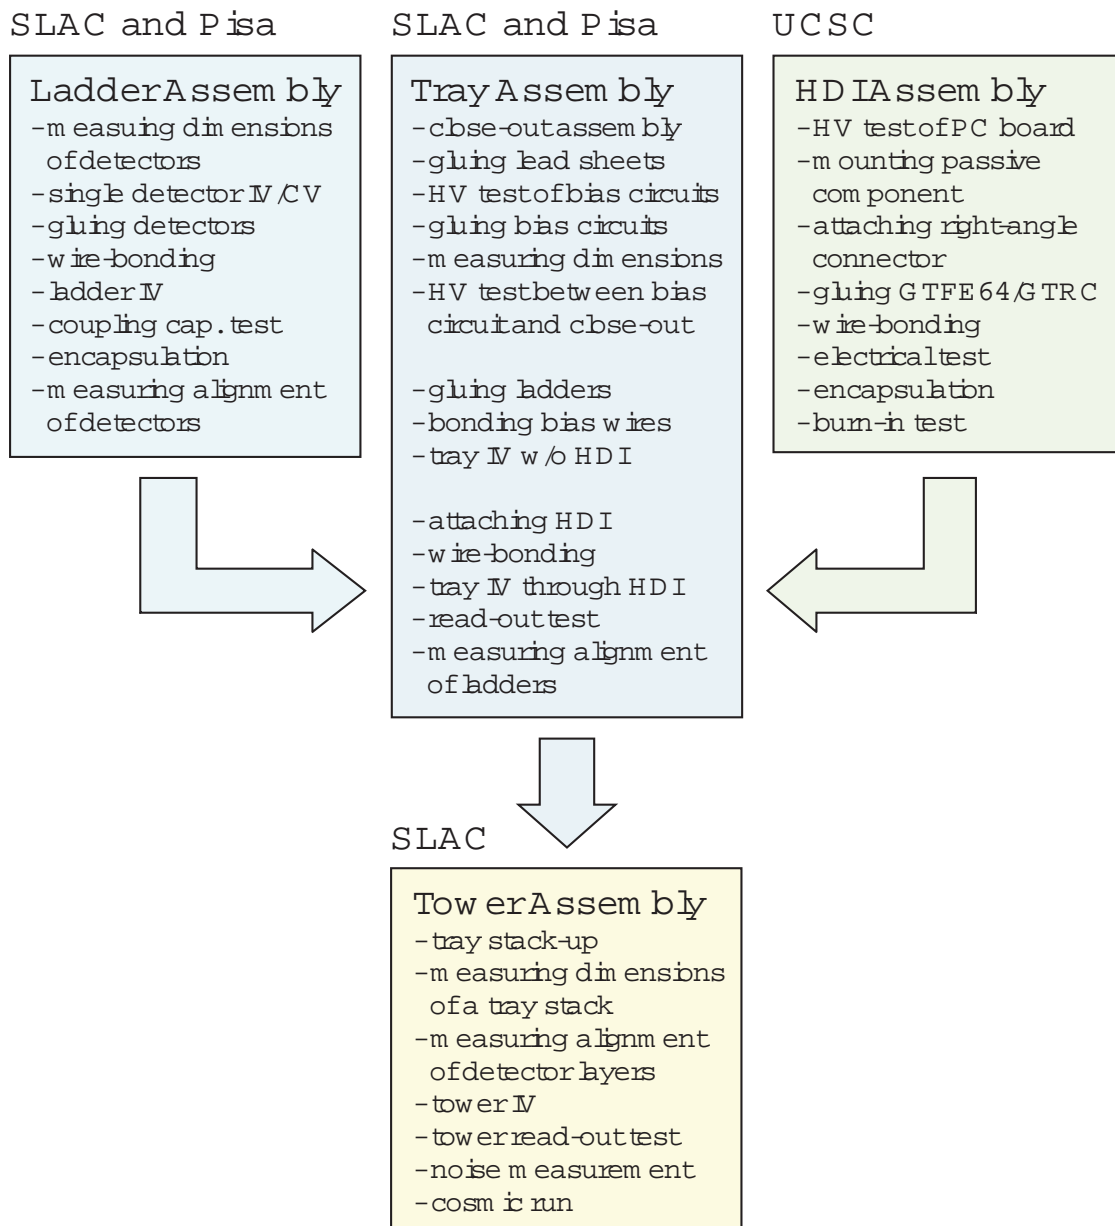 SLAC and Pisa
Ladder Assembly
-measuing dimensions
of detectors
-single detector IV/CV
-gluing detectors
-wire-bonding
-ladder IV
-coupling cap. test
-encapsulation
-measuring alignment
of detectors
SLAC and Pisa
Tray Assembly
-close-out assembly
-gluing lead sheets
-HV test of bias circuits
-gluing bias circuits
-measuring dimensions
-HV test between bias
circuit and close-out
-gluing ladders
-bonding bias wires
-tray IV w/o HDI
-attaching HDI
-wire-bonding
-tray IV through HDI
-read-out test
-measuring alignment
of ladders
UCSC
HDI Assembly
-HV test of PC board
-mounting passive
component
-attaching right-angle
connector
-gluing GTFE64/GTRC
-wire-bonding
-electrical test
-encapsulation
-burn-in test
SLAC
Tower Assembly
-tray stack-up
-measuring dimensions
of a tray stack
-measuring alignment
of detector layers
-tower IV
-tower read-out test
-noise measurement
-cosmic run